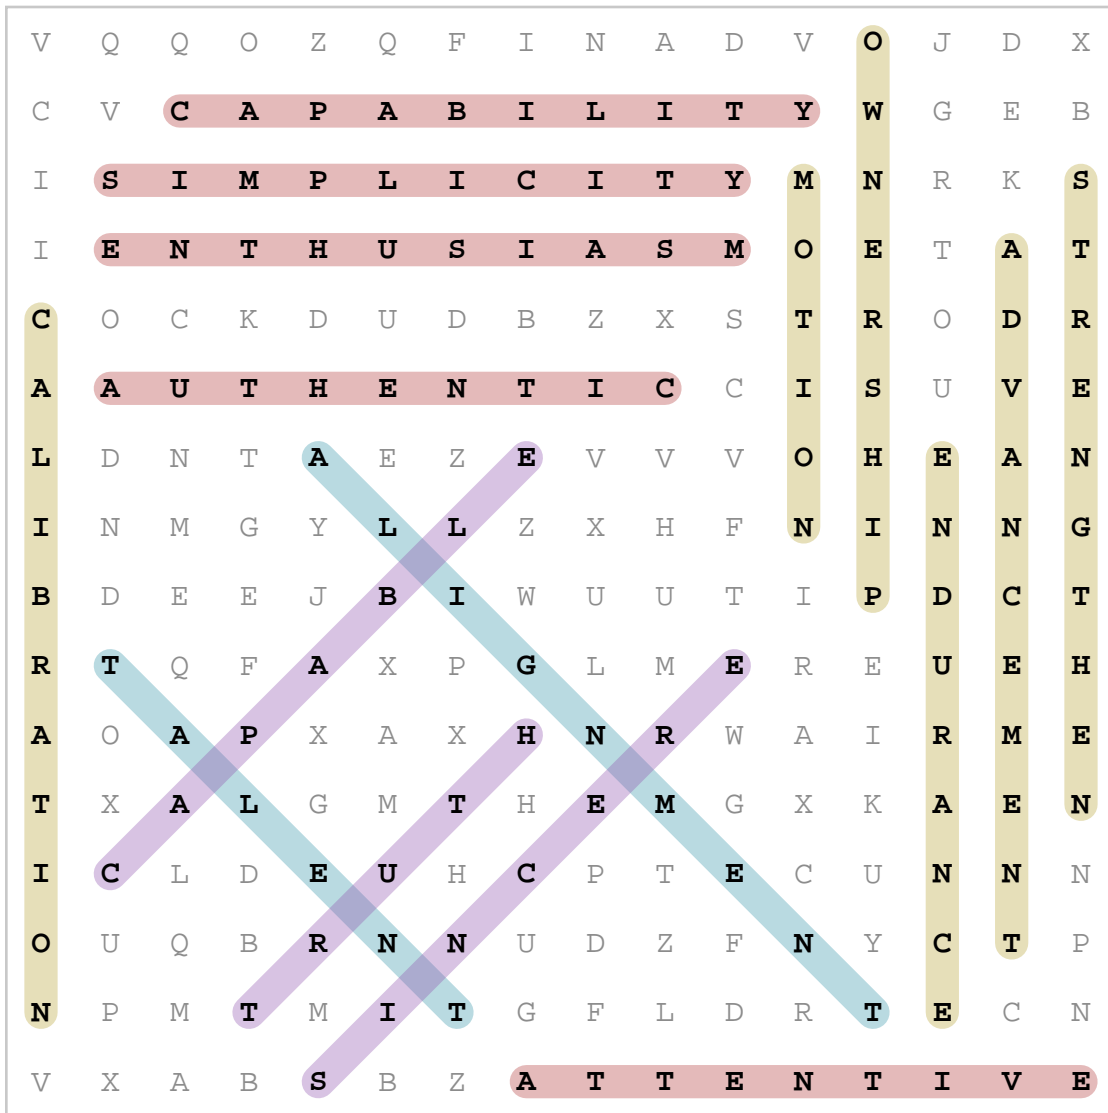 V Q Q O Z Q F I N A D V O J D X
C V C A P A B I L I T Y W G E B
I S I M P L I C I T Y M N R K S
I E N T H U S I A S M O E T A T
C O C K D U D B Z X S T R O D R
A A U T H E N T I C C I S U V E
L D N T A E Z E V V V O H E A N
I N M G Y L L Z X H F N I N N G
B D E E J B I W U U T I P D C T
R T Q F A X P G L M E R E U E H
A O A P X A X H N R W A I R M E
T X A L G M T H E M G X K A E N
I C L D E U H C P T E C U N N N
O U Q B R N N U D Z F N Y C T P
N P M T M I T G F L D R T E C N
V X A B S B Z A T T E N T I V E